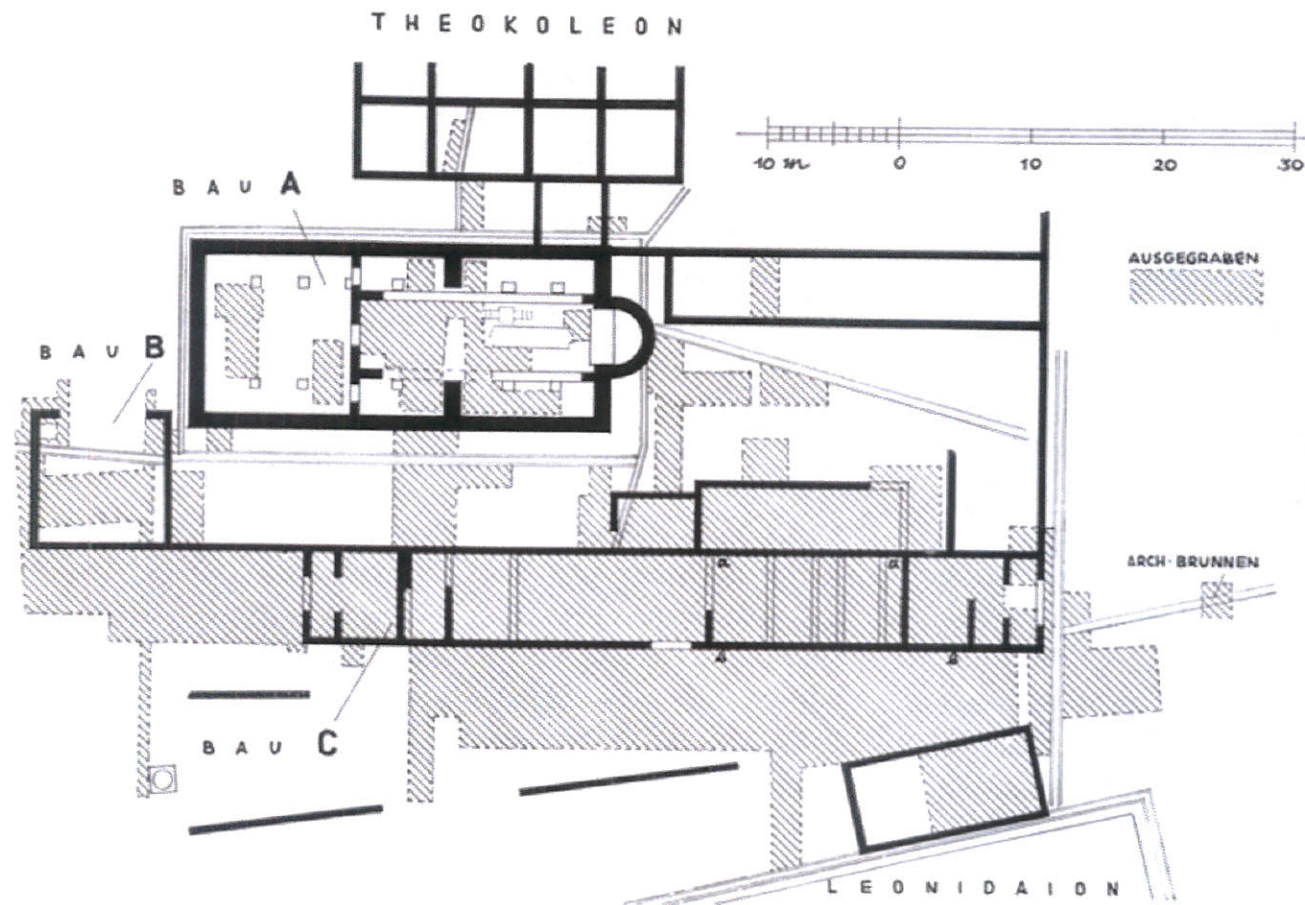 THEOKOLEON
10 m 0 10 20 30
BAU A
AUSGEGRABEN
BAU B
ARCH-BRUNNEN
a a
BAU C
LEONIDAION